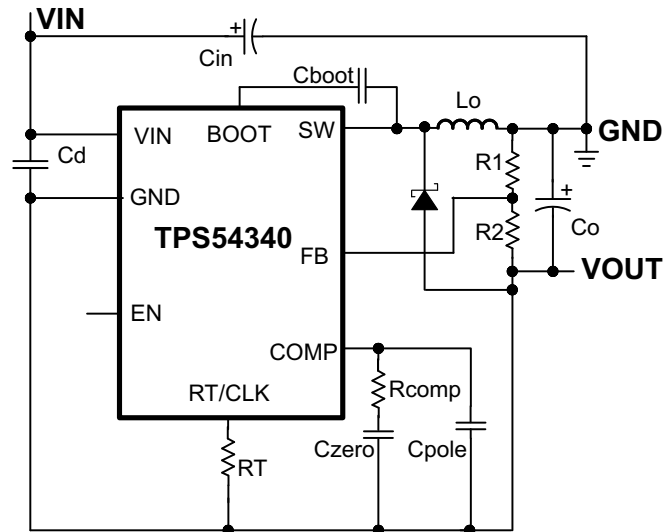 VIN
+
Cin
Cboot
Lo
VIN
BOOT
SW
GND
Cd
R1
GND
+
TPS54340
R2
Co
FB
VOUT
EN
COMP
RT/CLK
Rcomp
RT
Czero
Cpole